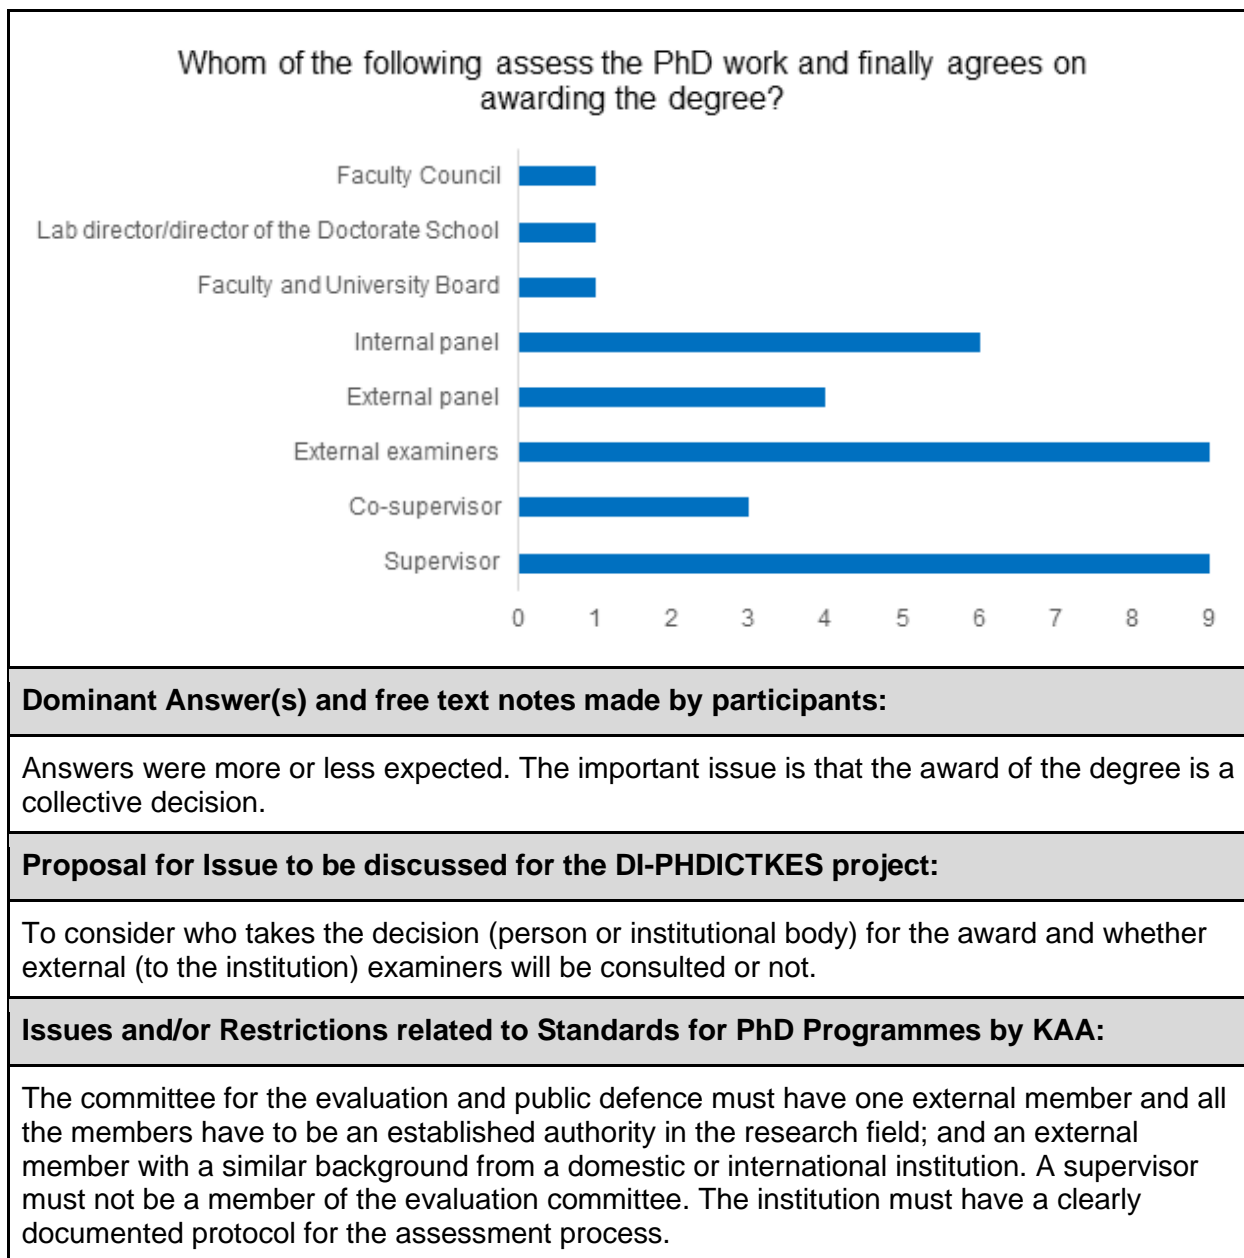 Whom of the following assess the PhD work and finally agrees on
awarding the degree?
Faculty Council
Lab director/director of the Doctorate School
Faculty and University Board
Internal panel
External panel
External examiners
Co-supervisor
Supervisor
0 1 2 3 4 5 6 7 8 9
Dominant Answer(s) and free text notes made by participants:
Answers were more or less expected. The important issue is that the award of the degree is a
collective decision.
Proposal for Issue to be discussed for the DI-PHDICTKES project:
To consider who takes the decision (person or institutional body) for the award and whether
external (to the institution) examiners will be consulted or not.
Issues and/or Restrictions related to Standards for PhD Programmes by KAA:
The committee for the evaluation and public defence must have one external member and all
the members have to be an established authority in the research field; and an external
member with a similar background from a domestic or international institution. A supervisor
must not be a member of the evaluation committee. The institution must have a clearly
documented protocol for the assessment process.